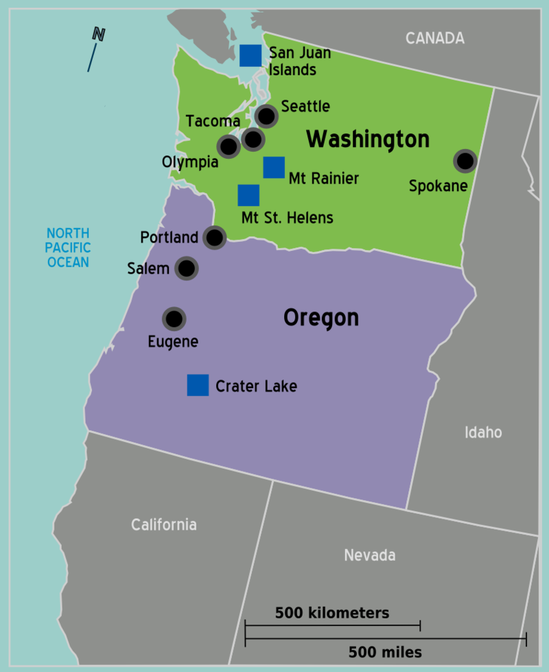 N
CANADA
San Juan
Islands
Seattle
Tacoma
Washington
Olympia
Mt Rainier
Spokane
Mt St. Helens
NORTH
PACIFIC
OCEAN
Portland
Salem
Oregon
Eugene
Crater Lake
Idaho
California
Nevada
500 kilometers
500 miles